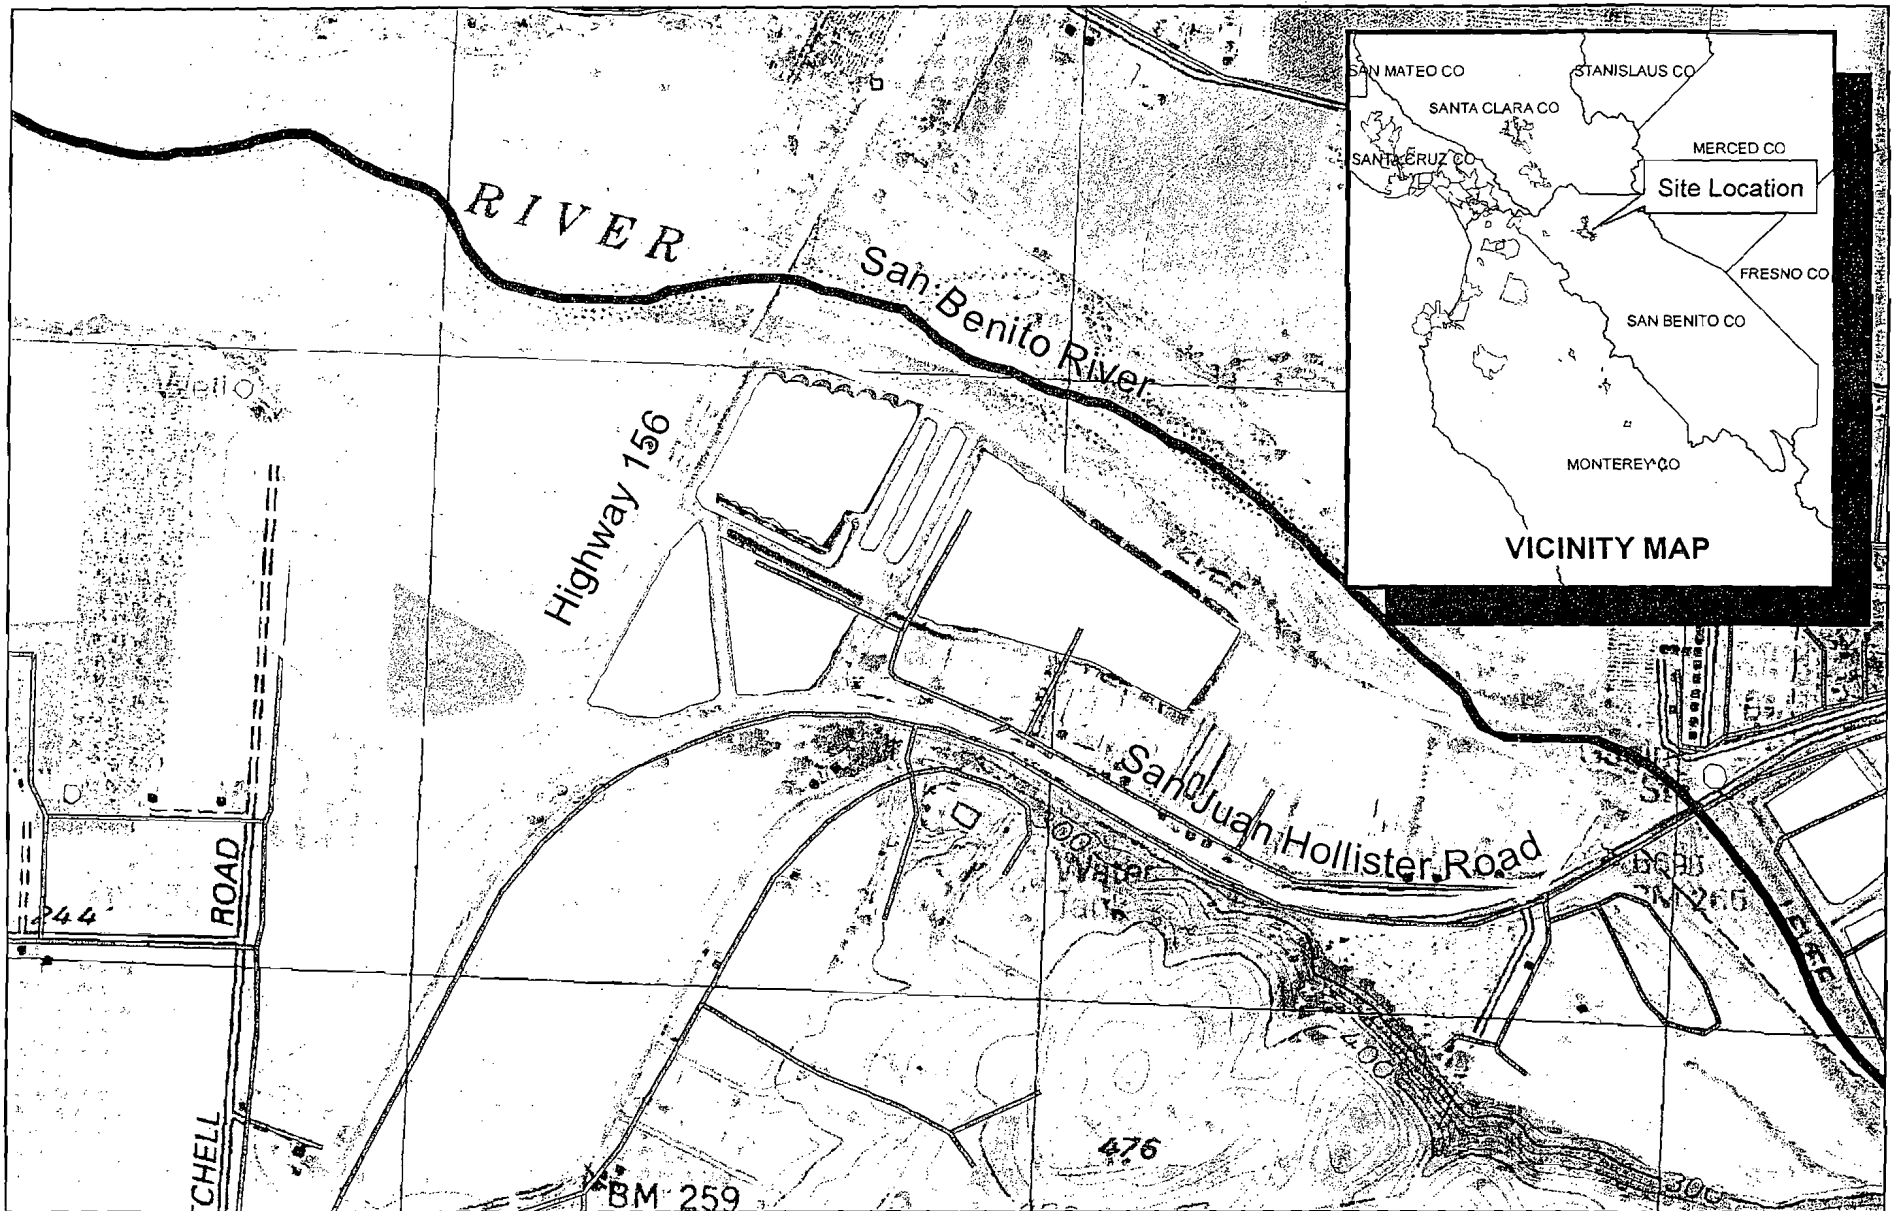 SAN MATEO CO
STANISLAUS CO
SANTA CLARA CO
MERCED CO
SANTA CRUZ CO
Site Location
FRESNO CO
SAN BENITO CO
MONTEREY CO
VICINITY MAP
RIVER
San Benito River
Well
Highway 156
San Juan Hollister Road
Water
ROAD
244
400
476
300
BM 259